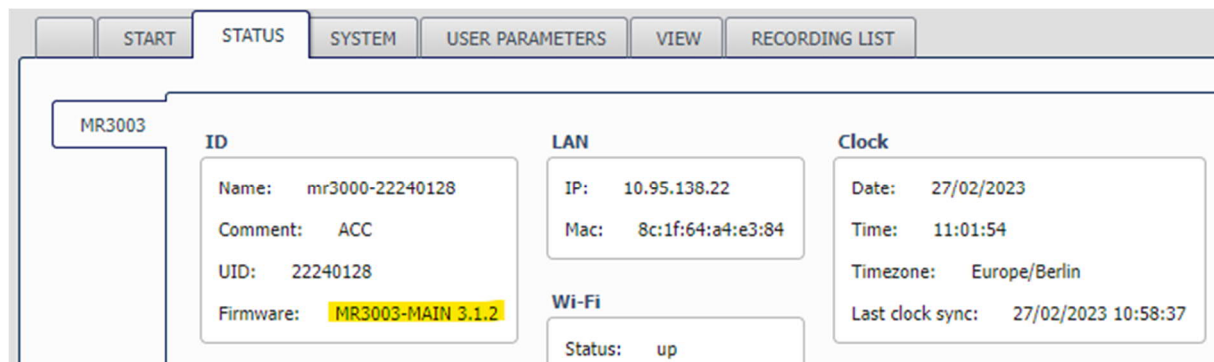 START STATUS SYSTEM USER PARAMETERS VIEW RECORDING LIST
MR3003
ID
Name: mr3000-22240128
Comment: ACC
UID: 22240128
Firmware: MR3003-MAIN 3.1.2
LAN
IP: 10.95.138.22
Mac: 8c:1f:64:a4:e3:84
Wi-Fi
Status: up
Clock
Date: 27/02/2023
Time: 11:01:54
Timezone: Europe/Berlin
Last clock sync: 27/02/2023 10:58:37